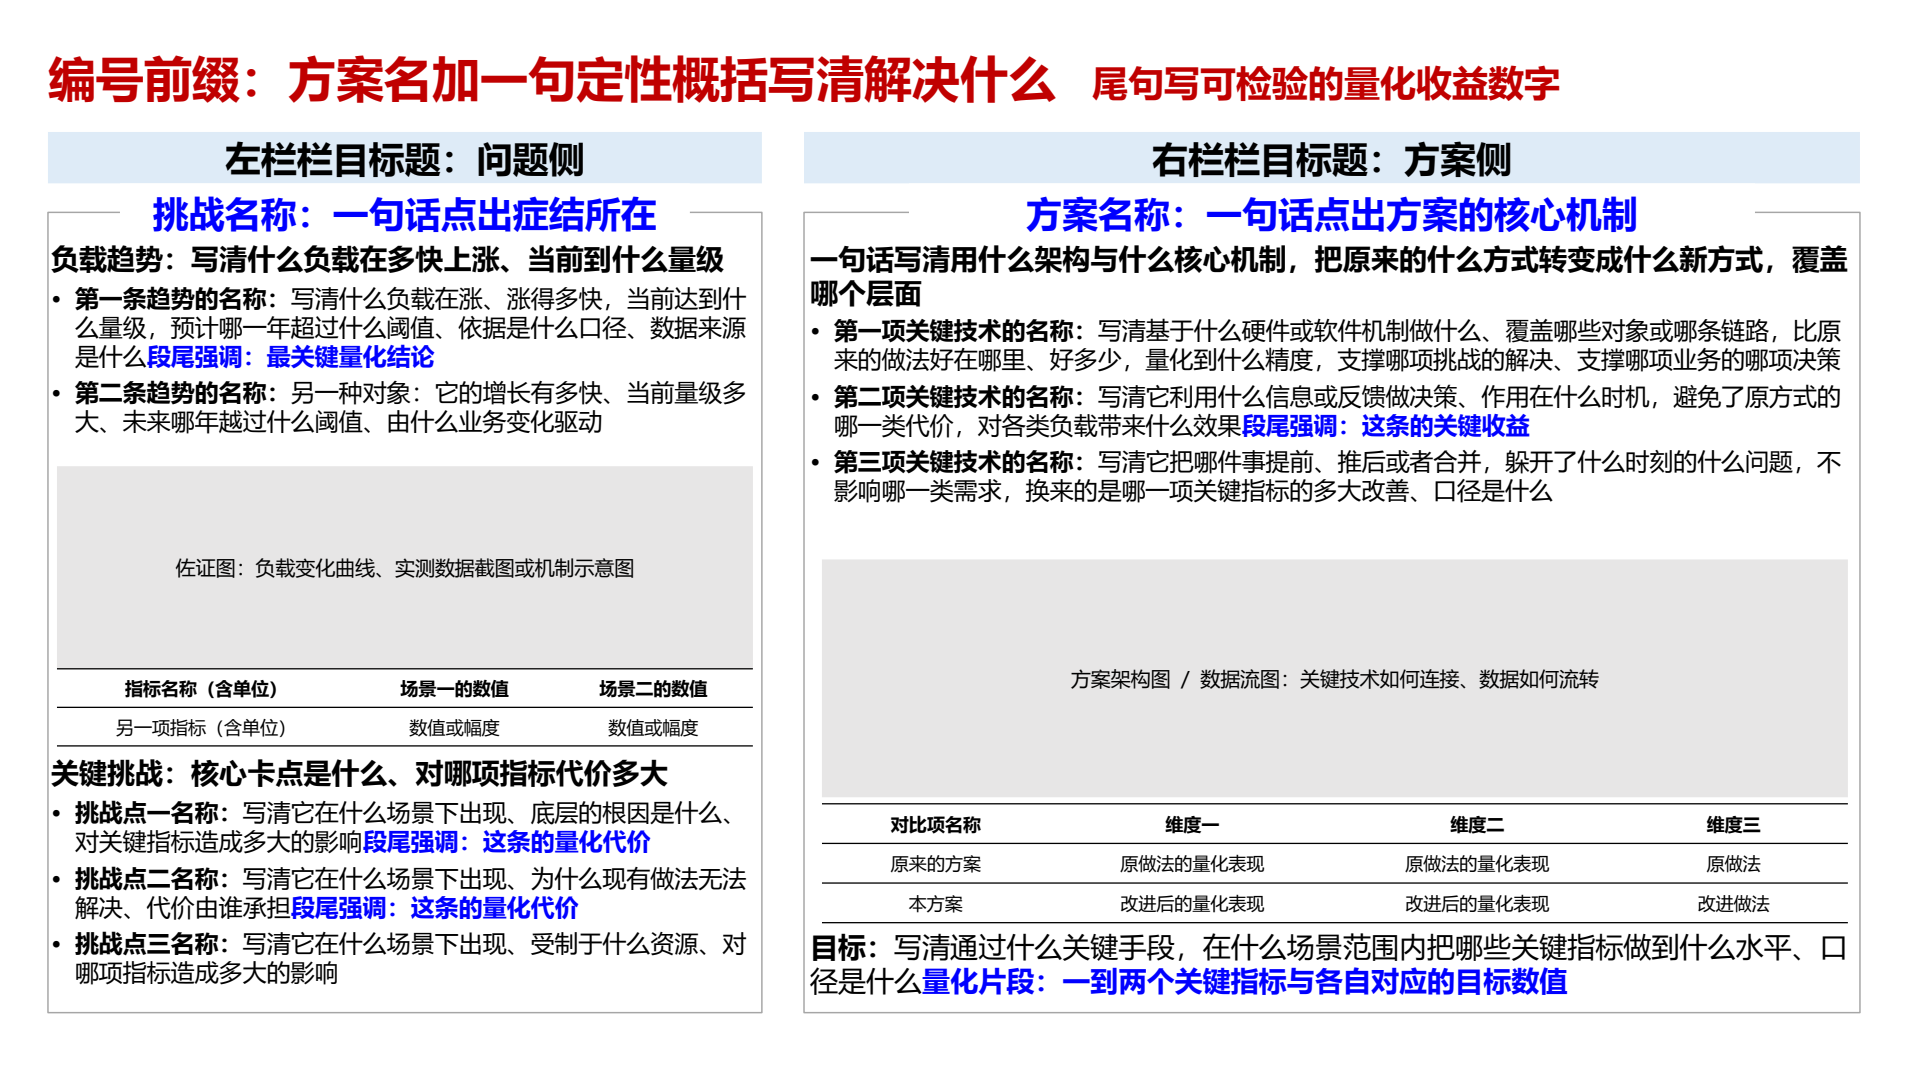 编号前缀：方案名加一句定性概括写清解决什么 尾句写可检验的量化收益数字
左栏栏目标题：问题侧
挑战名称：一句话点出症结所在
负载趋势：写清什么负载在多快上涨、当前到什么量级
• 第一条趋势的名称：写清什么负载在涨、涨得多快，当前达到什
么量级，预计哪一年超过什么阈值、依据是什么口径、数据来源
是什么段尾强调：最关键量化结论
• 第二条趋势的名称：另一种对象：它的增长有多快、当前量级多
大、未来哪年越过什么阈值、由什么业务变化驱动
佐证图：负载变化曲线、实测数据截图或机制示意图
指标名称（含单位） 场景一的数值 场景二的数值
另一项指标（含单位） 数值或幅度 数值或幅度
关键挑战：核心卡点是什么、对哪项指标代价多大
• 挑战点一名称：写清它在什么场景下出现、底层的根因是什么、
对关键指标造成多大的影响段尾强调：这条的量化代价
• 挑战点二名称：写清它在什么场景下出现、为什么现有做法无法
解决、代价由谁承担段尾强调：这条的量化代价
• 挑战点三名称：写清它在什么场景下出现、受制于什么资源、对
哪项指标造成多大的影响
右栏栏目标题：方案侧
方案名称：一句话点出方案的核心机制
一句话写清用什么架构与什么核心机制，把原来的什么方式转变成什么新方式，覆盖
哪个层面
• 第一项关键技术的名称：写清基于什么硬件或软件机制做什么、覆盖哪些对象或哪条链路，比原
来的做法好在哪里、好多少，量化到什么精度，支撑哪项挑战的解决、支撑哪项业务的哪项决策
• 第二项关键技术的名称：写清它利用什么信息或反馈做决策、作用在什么时机，避免了原方式的
哪一类代价，对各类负载带来什么效果段尾强调：这条的关键收益
• 第三项关键技术的名称：写清它把哪件事提前、推后或者合并，躲开了什么时刻的什么问题，不
影响哪一类需求，换来的是哪一项关键指标的多大改善、口径是什么
方案架构图 / 数据流图：关键技术如何连接、数据如何流转
对比项名称 维度一 维度二 维度三
原来的方案 原做法的量化表现 原做法的量化表现 原做法
本方案 改进后的量化表现 改进后的量化表现 改进做法
目标：写清通过什么关键手段，在什么场景范围内把哪些关键指标做到什么水平、口
径是什么量化片段：一到两个关键指标与各自对应的目标数值